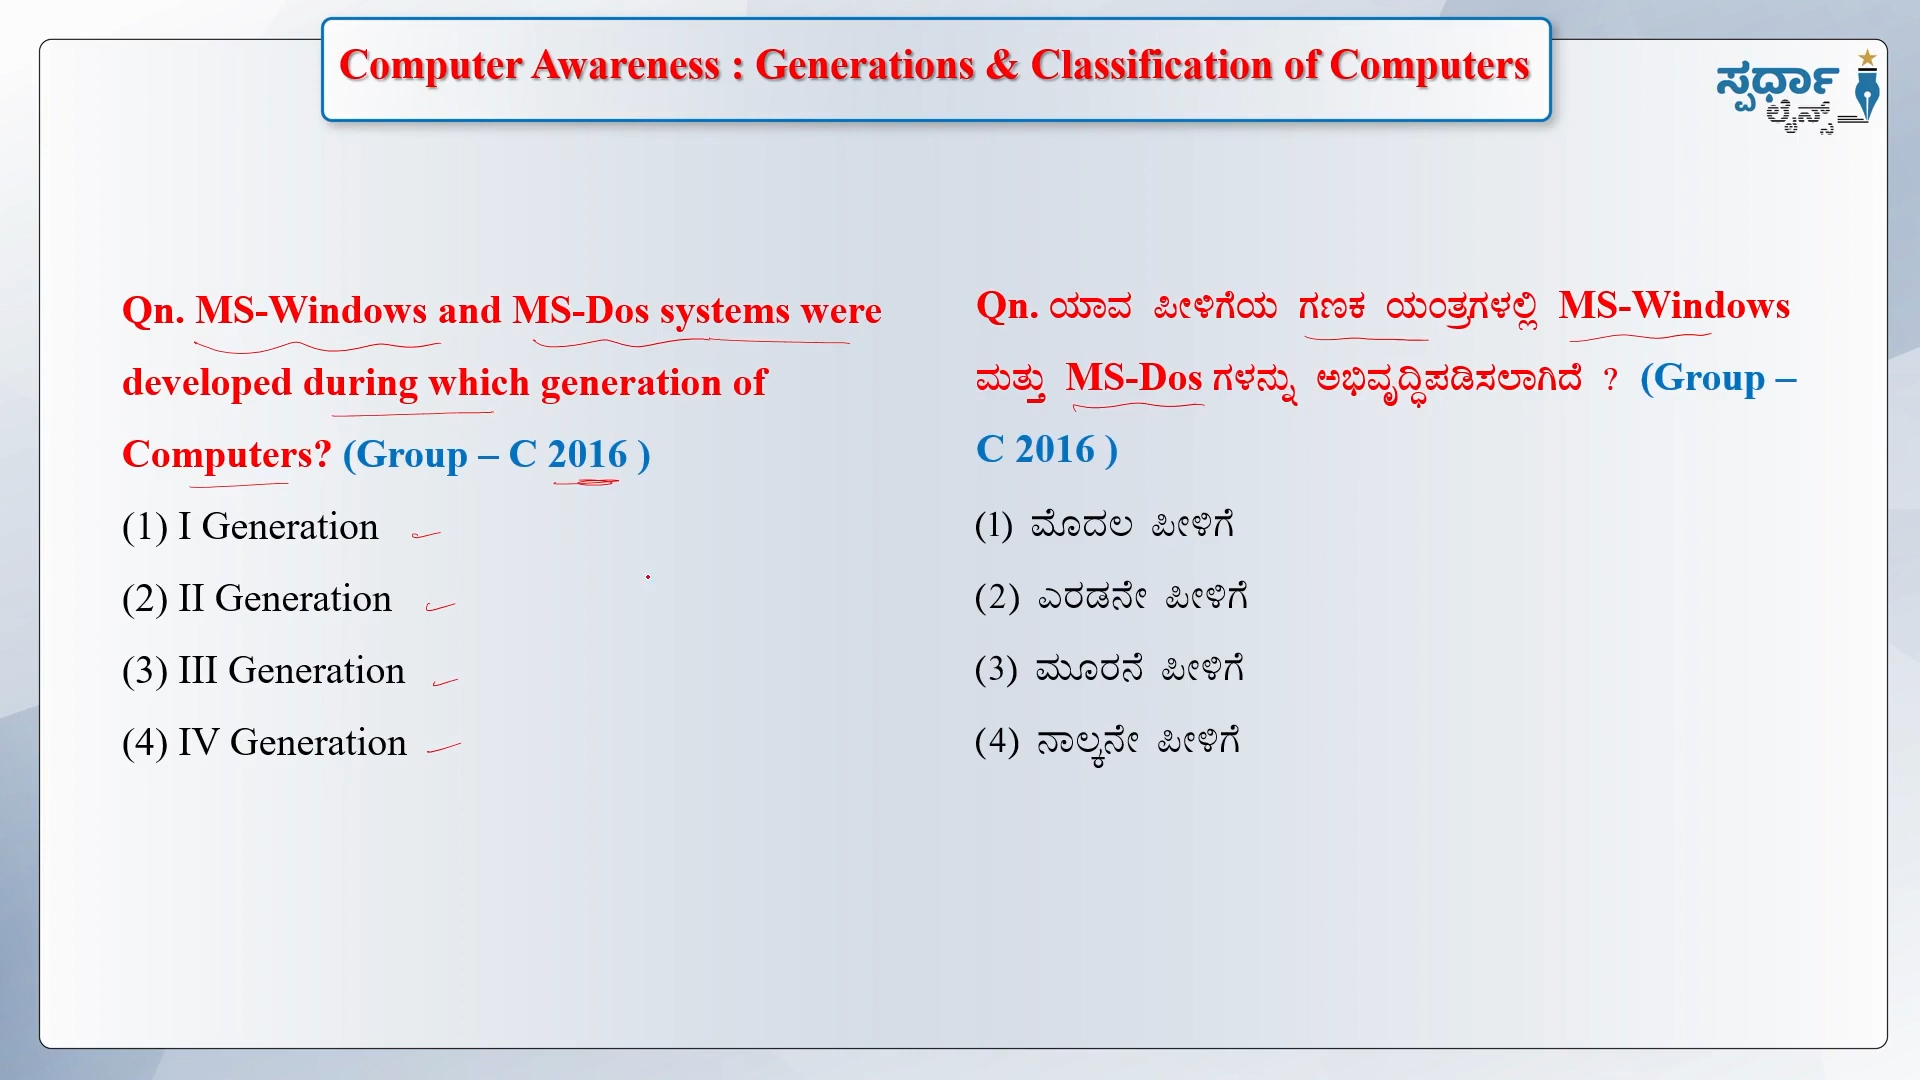 Computer Awareness : Generations & Classification of Computers
ಸ್ಪರ್ಧಾ
ಲೈನ್ಸ್
Qn. MS-Windows and MS-Dos systems were
developed during which generation of
Computers? (Group – C 2016 )
(1) I Generation
(2) II Generation
(3) III Generation
(4) IV Generation
Qn. ಯಾವ ಪೀಳಿಗೆಯ ಗಣಕ ಯಂತ್ರಗಳಲ್ಲಿ MS-Windows
ಮತ್ತು MS-Dos ಗಳನ್ನು ಅಭಿವೃದ್ಧಿಪಡಿಸಲಾಗಿದೆ ? (Group –
C 2016 )
(1) ಮೊದಲ ಪೀಳಿಗೆ
(2) ಎರಡನೇ ಪೀಳಿಗೆ
(3) ಮೂರನೆ ಪೀಳಿಗೆ
(4) ನಾಲ್ಕನೇ ಪೀಳಿಗೆ